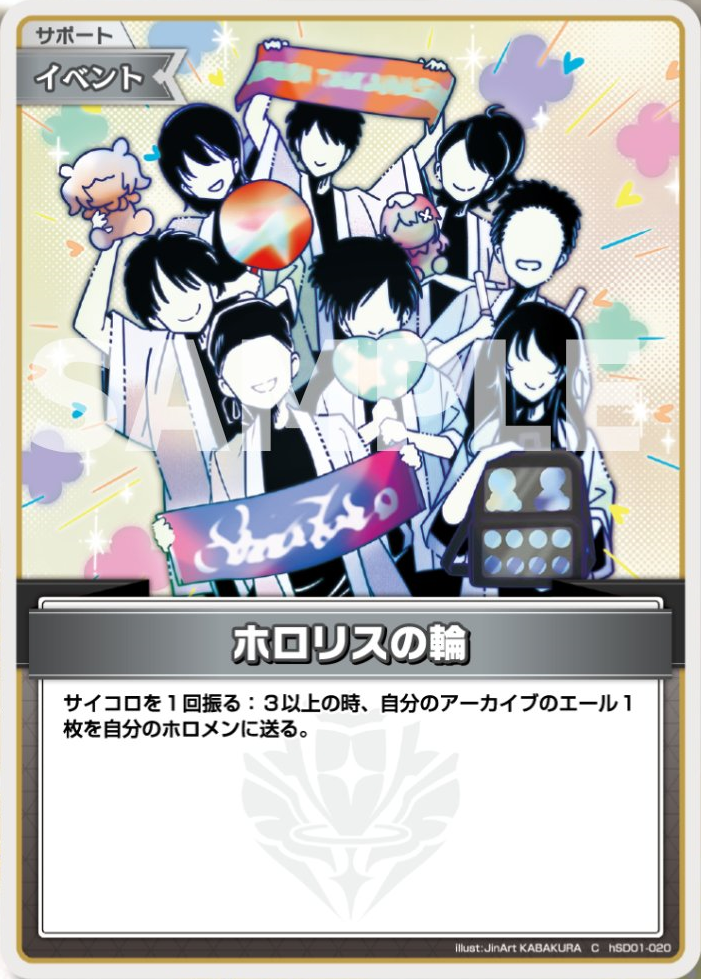 サポート
イベント
SAMPLE
ホロリスの輪
サイコロを１回振る：３以上の時、自分のアーカイブのエール１
枚を自分のホロメンに送る。
illust:JinArt KABAKURA C hSD01-020